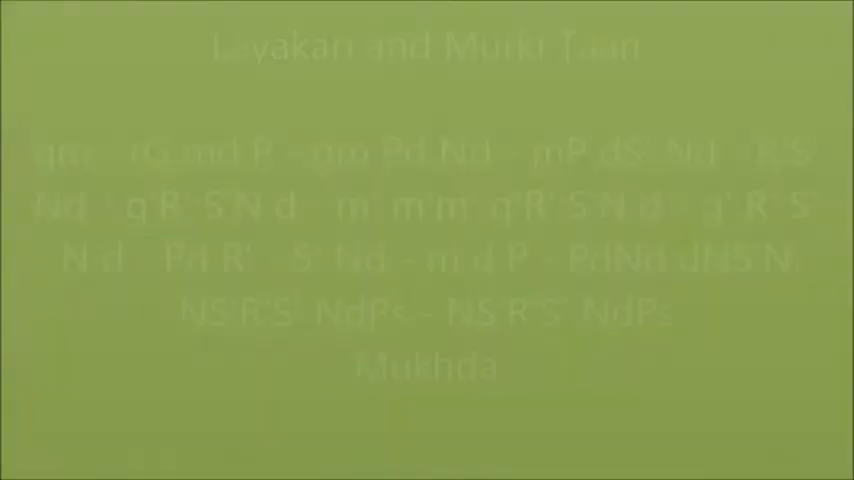 Layakari and Murki Taan
gm - rG md P - gm Pd Nd - mP dS' Nd - R'S'
Nd - g'R' S'N d - m' m'm' g'R' S'N d - g' R' S'
N d - Pd R' - S' Nd - m d P - PdNd dNS'N
NS'R'S' NdPs - NS'R'S' NdPs
Mukhda